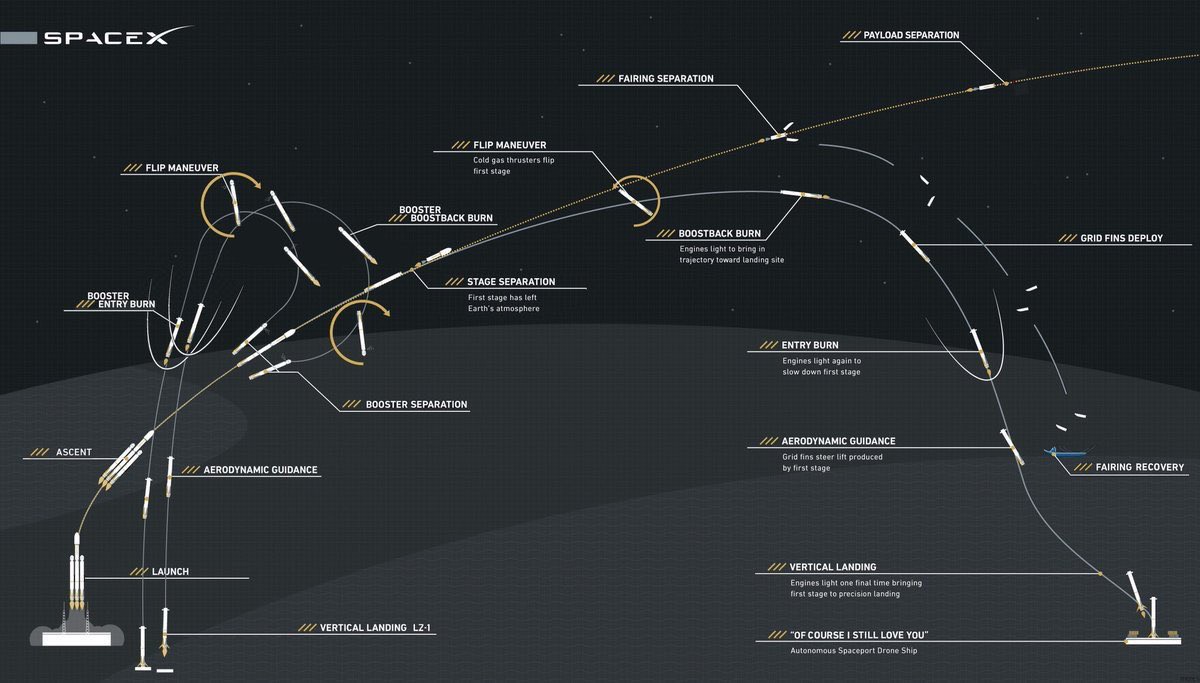 SPACEX
/// PAYLOAD SEPARATION
/// FAIRING SEPARATION
/// FLIP MANEUVER
Cold gas thrusters flip
first stage
/// FLIP MANEUVER
BOOSTER
/// BOOSTBACK BURN
/// BOOSTBACK BURN
Engines light to bring in
trajectory toward landing site
/// GRID FINS DEPLOY
/// STAGE SEPARATION
First stage has left
Earth's atmosphere
BOOSTER
/// ENTRY BURN
/// ENTRY BURN
Engines light again to
slow down first stage
/// BOOSTER SEPARATION
/// ASCENT
/// AERODYNAMIC GUIDANCE
/// AERODYNAMIC GUIDANCE
Grid fins steer lift produced
by first stage
/// FAIRING RECOVERY
/// LAUNCH
/// VERTICAL LANDING
Engines light one final time bringing
first stage to precision landing
/// VERTICAL LANDING LZ-1
/// "OF COURSE I STILL LOVE YOU"
Autonomous Spaceport Drone Ship